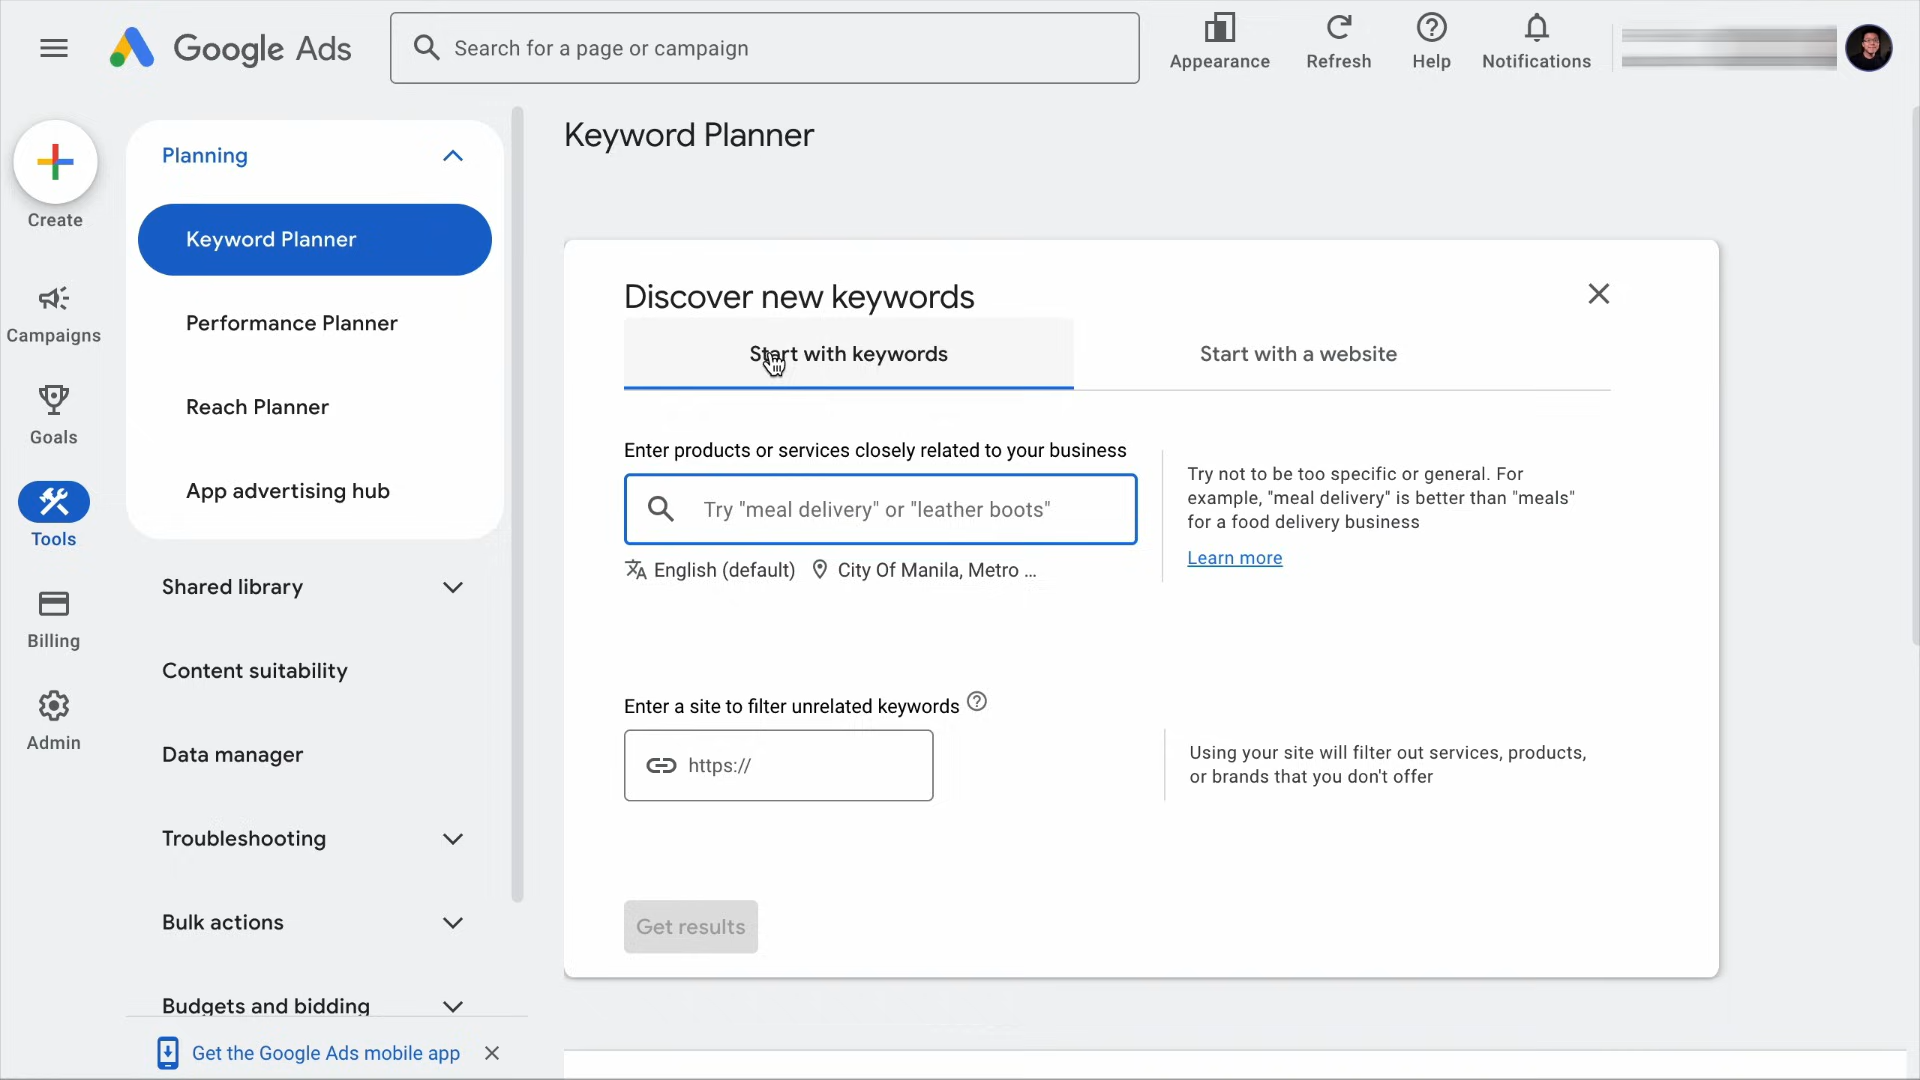 Google Ads
Search for a page or campaign
Appearance
Refresh
Help
Notifications
Create
Campaigns
Goals
Tools
Billing
Admin
Planning
Keyword Planner
Performance Planner
Reach Planner
App advertising hub
Shared library
Content suitability
Data manager
Troubleshooting
Bulk actions
Budgets and bidding
Get the Google Ads mobile app
Keyword Planner
Discover new keywords
Start with keywords
Start with a website
Enter products or services closely related to your business
Try "meal delivery" or "leather boots"
English (default)
City Of Manila, Metro ...
Try not to be too specific or general. For
example, "meal delivery" is better than "meals"
for a food delivery business
Learn more
Enter a site to filter unrelated keywords
https://
Using your site will filter out services, products,
or brands that you don't offer
Get results